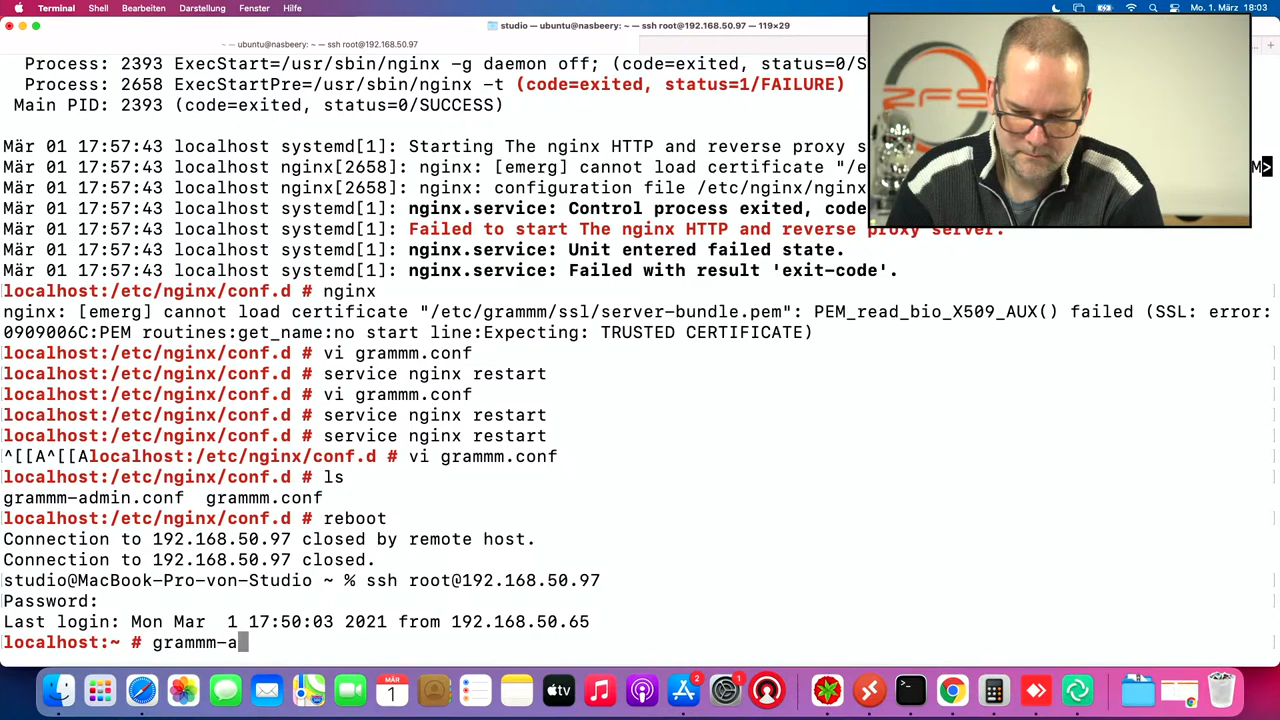 Terminal Shell Bearbeiten Darstellung Fenster Hilfe
Mo. 1. März 18:03
studio — ubuntu@nasbeery: ~ — ssh root@192.168.50.97 — 119×29
~ — ubuntu@nasbeery: ~ — ssh root@192.168.50.97
Process: 2393 ExecStart=/usr/sbin/nginx -g daemon off; (code=exited, status=0/S
Process: 2658 ExecStartPre=/usr/sbin/nginx -t (code=exited, status=1/FAILURE)
Main PID: 2393 (code=exited, status=0/SUCCESS)
Mär 01 17:57:43 localhost systemd[1]: Starting The nginx HTTP and reverse proxy s
Mär 01 17:57:43 localhost nginx[2658]: nginx: [emerg] cannot load certificate "/e
M>
Mär 01 17:57:43 localhost nginx[2658]: nginx: configuration file /etc/nginx/nginx
Mär 01 17:57:43 localhost systemd[1]: nginx.service: Control process exited, code
Mär 01 17:57:43 localhost systemd[1]: Failed to start The nginx HTTP and reverse proxy server.
Mär 01 17:57:43 localhost systemd[1]: nginx.service: Unit entered failed state.
Mär 01 17:57:43 localhost systemd[1]: nginx.service: Failed with result 'exit-code'.
localhost:/etc/nginx/conf.d # nginx
nginx: [emerg] cannot load certificate "/etc/grammm/ssl/server-bundle.pem": PEM_read_bio_X509_AUX() failed (SSL: error:
0909006C:PEM routines:get_name:no start line:Expecting: TRUSTED CERTIFICATE)
localhost:/etc/nginx/conf.d # vi grammm.conf
localhost:/etc/nginx/conf.d # service nginx restart
localhost:/etc/nginx/conf.d # vi grammm.conf
localhost:/etc/nginx/conf.d # service nginx restart
localhost:/etc/nginx/conf.d # service nginx restart
^[[A^[[Alocalhost:/etc/nginx/conf.d # vi grammm.conf
localhost:/etc/nginx/conf.d # ls
grammm-admin.conf grammm.conf
localhost:/etc/nginx/conf.d # reboot
Connection to 192.168.50.97 closed by remote host.
Connection to 192.168.50.97 closed.
studio@MacBook-Pro-von-Studio ~ % ssh root@192.168.50.97
Password:
Last login: Mon Mar 1 17:50:03 2021 from 192.168.50.65
localhost:~ # grammm-a
ZFS
MÄR
1
tv
2
1